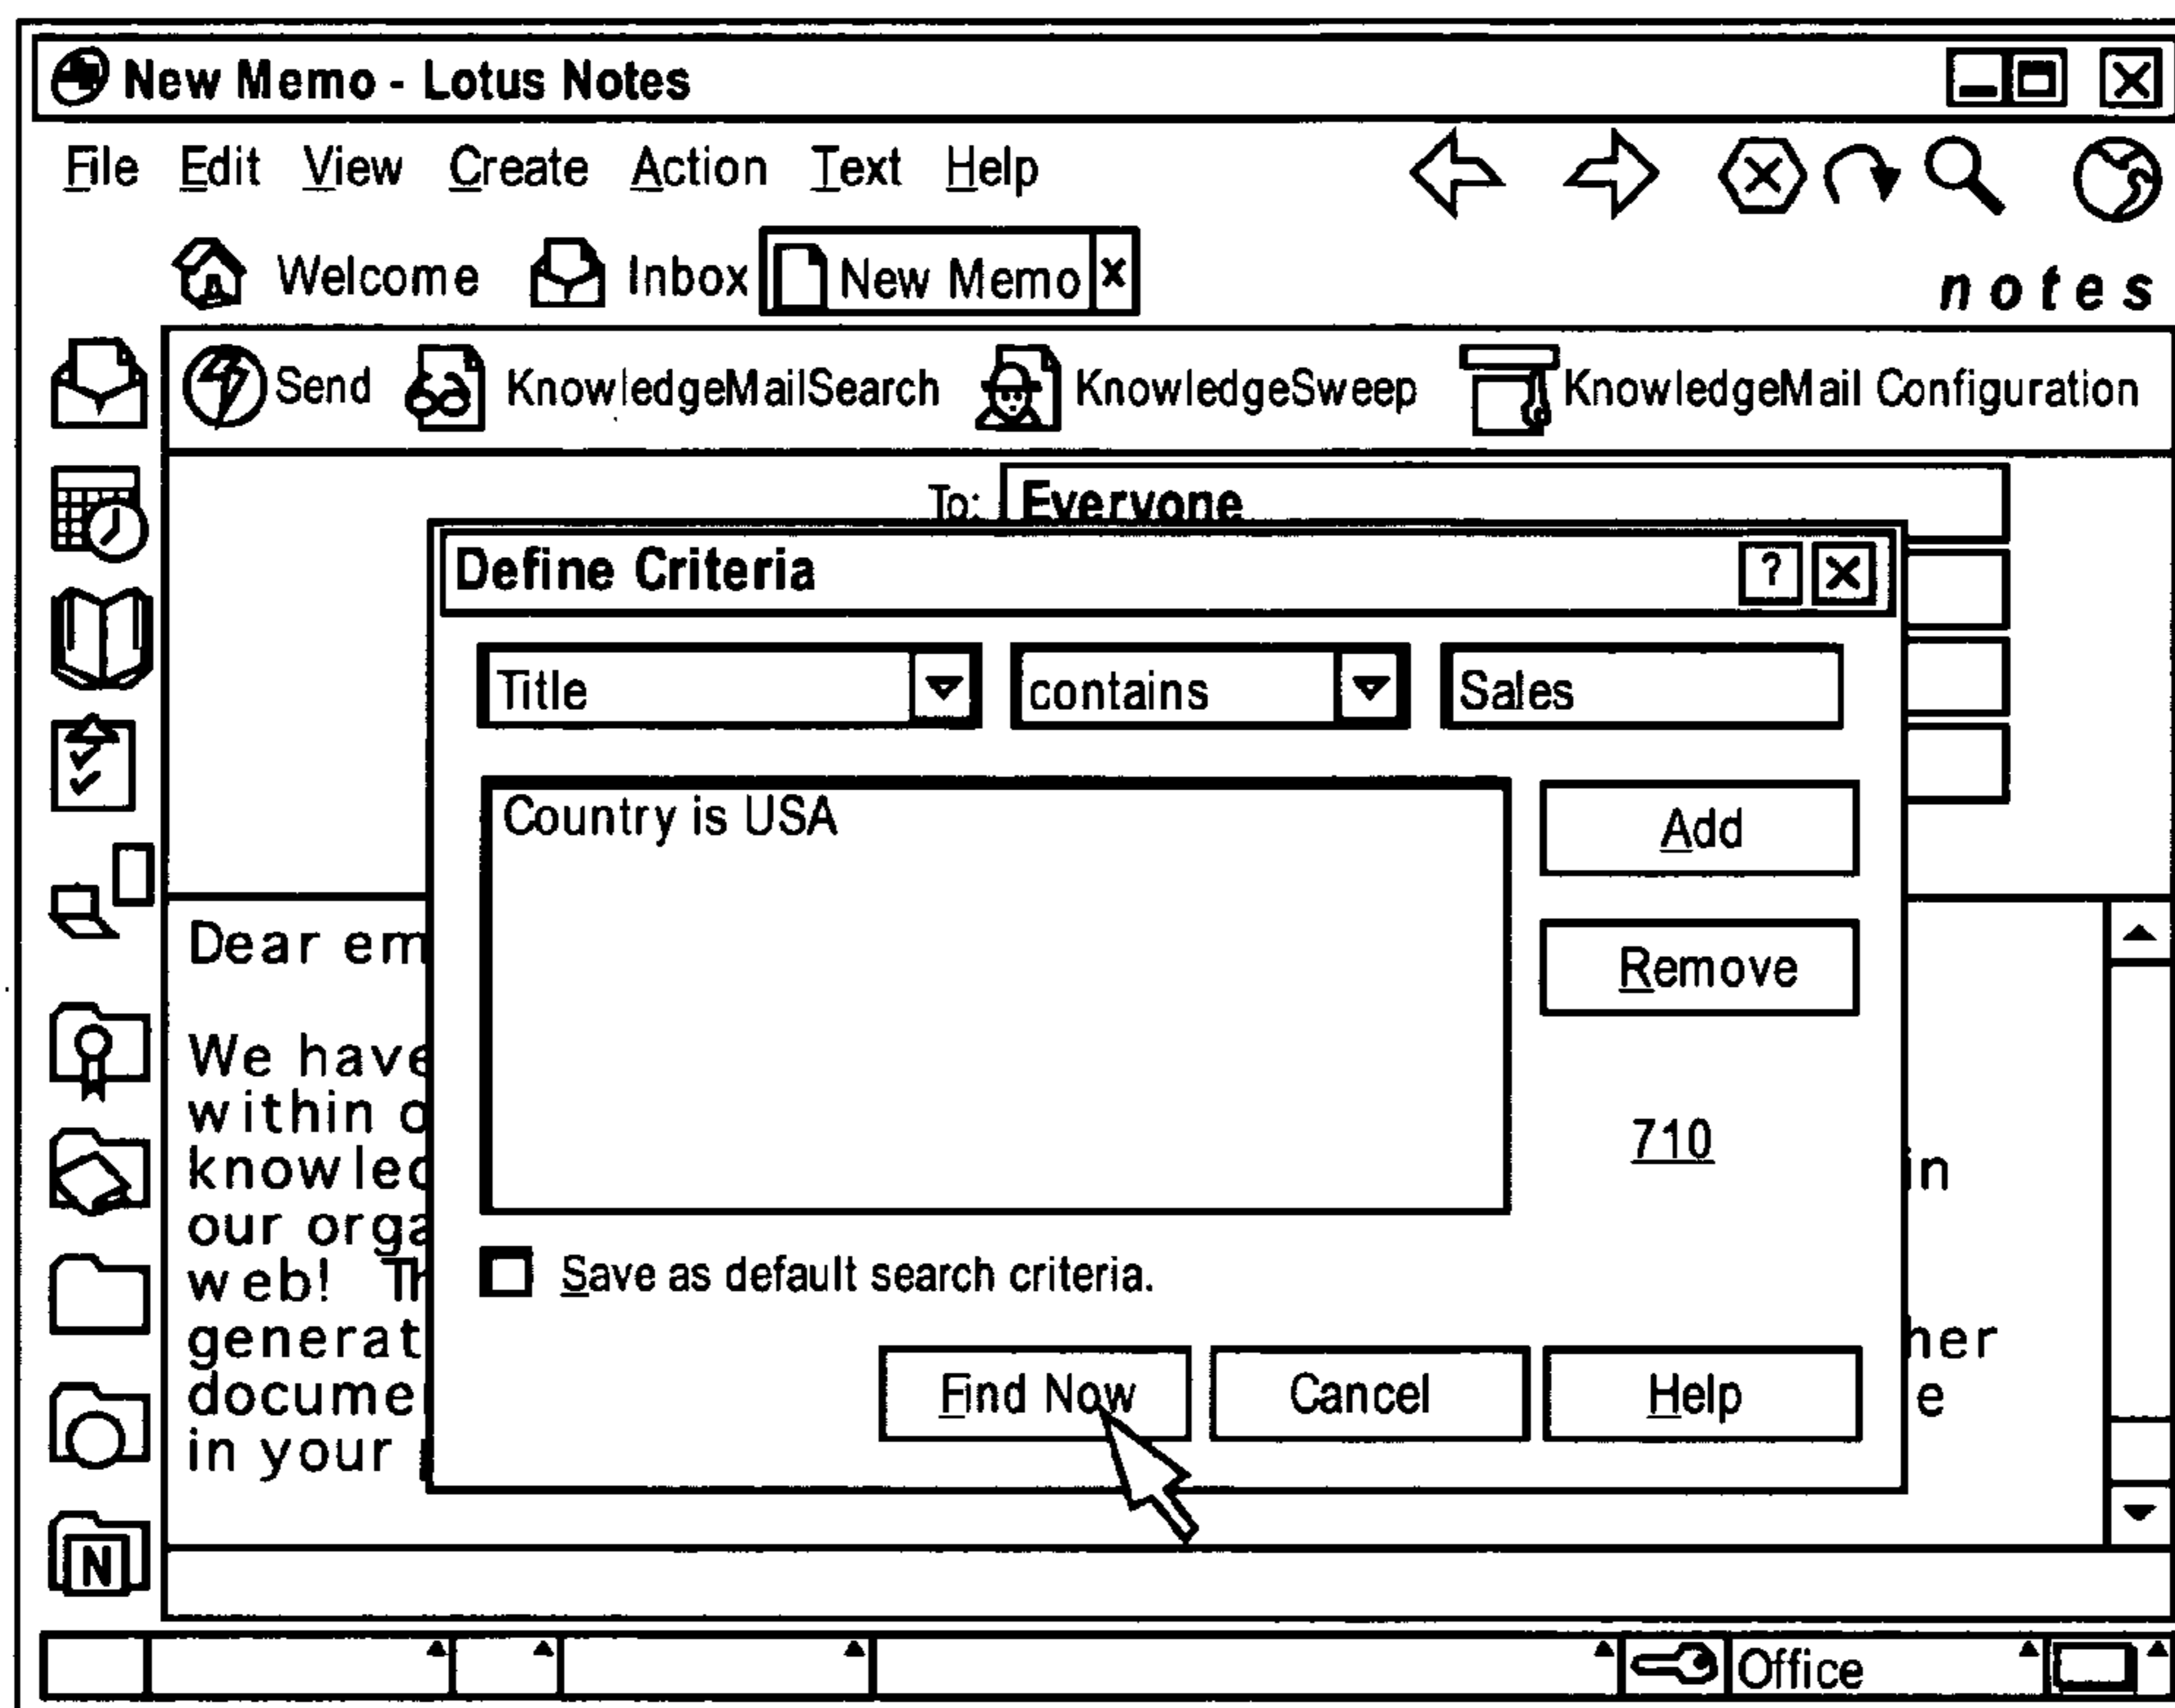 New Memo - Lotus Notes
File Edit View Create Action Text Help
Welcome Inbox New Memo
notes
Send KnowledgeMailSearch KnowledgeSweep KnowledgeMail Configuration
To: Everyone
Define Criteria ?
Title contains Sales
Country is USA
Add
Remove
710
Save as default search criteria.
Find Now Cancel Help
Dear em
We have
within o
knowled in
our orga
web! Th
generat her
documen e
in your
N
Office